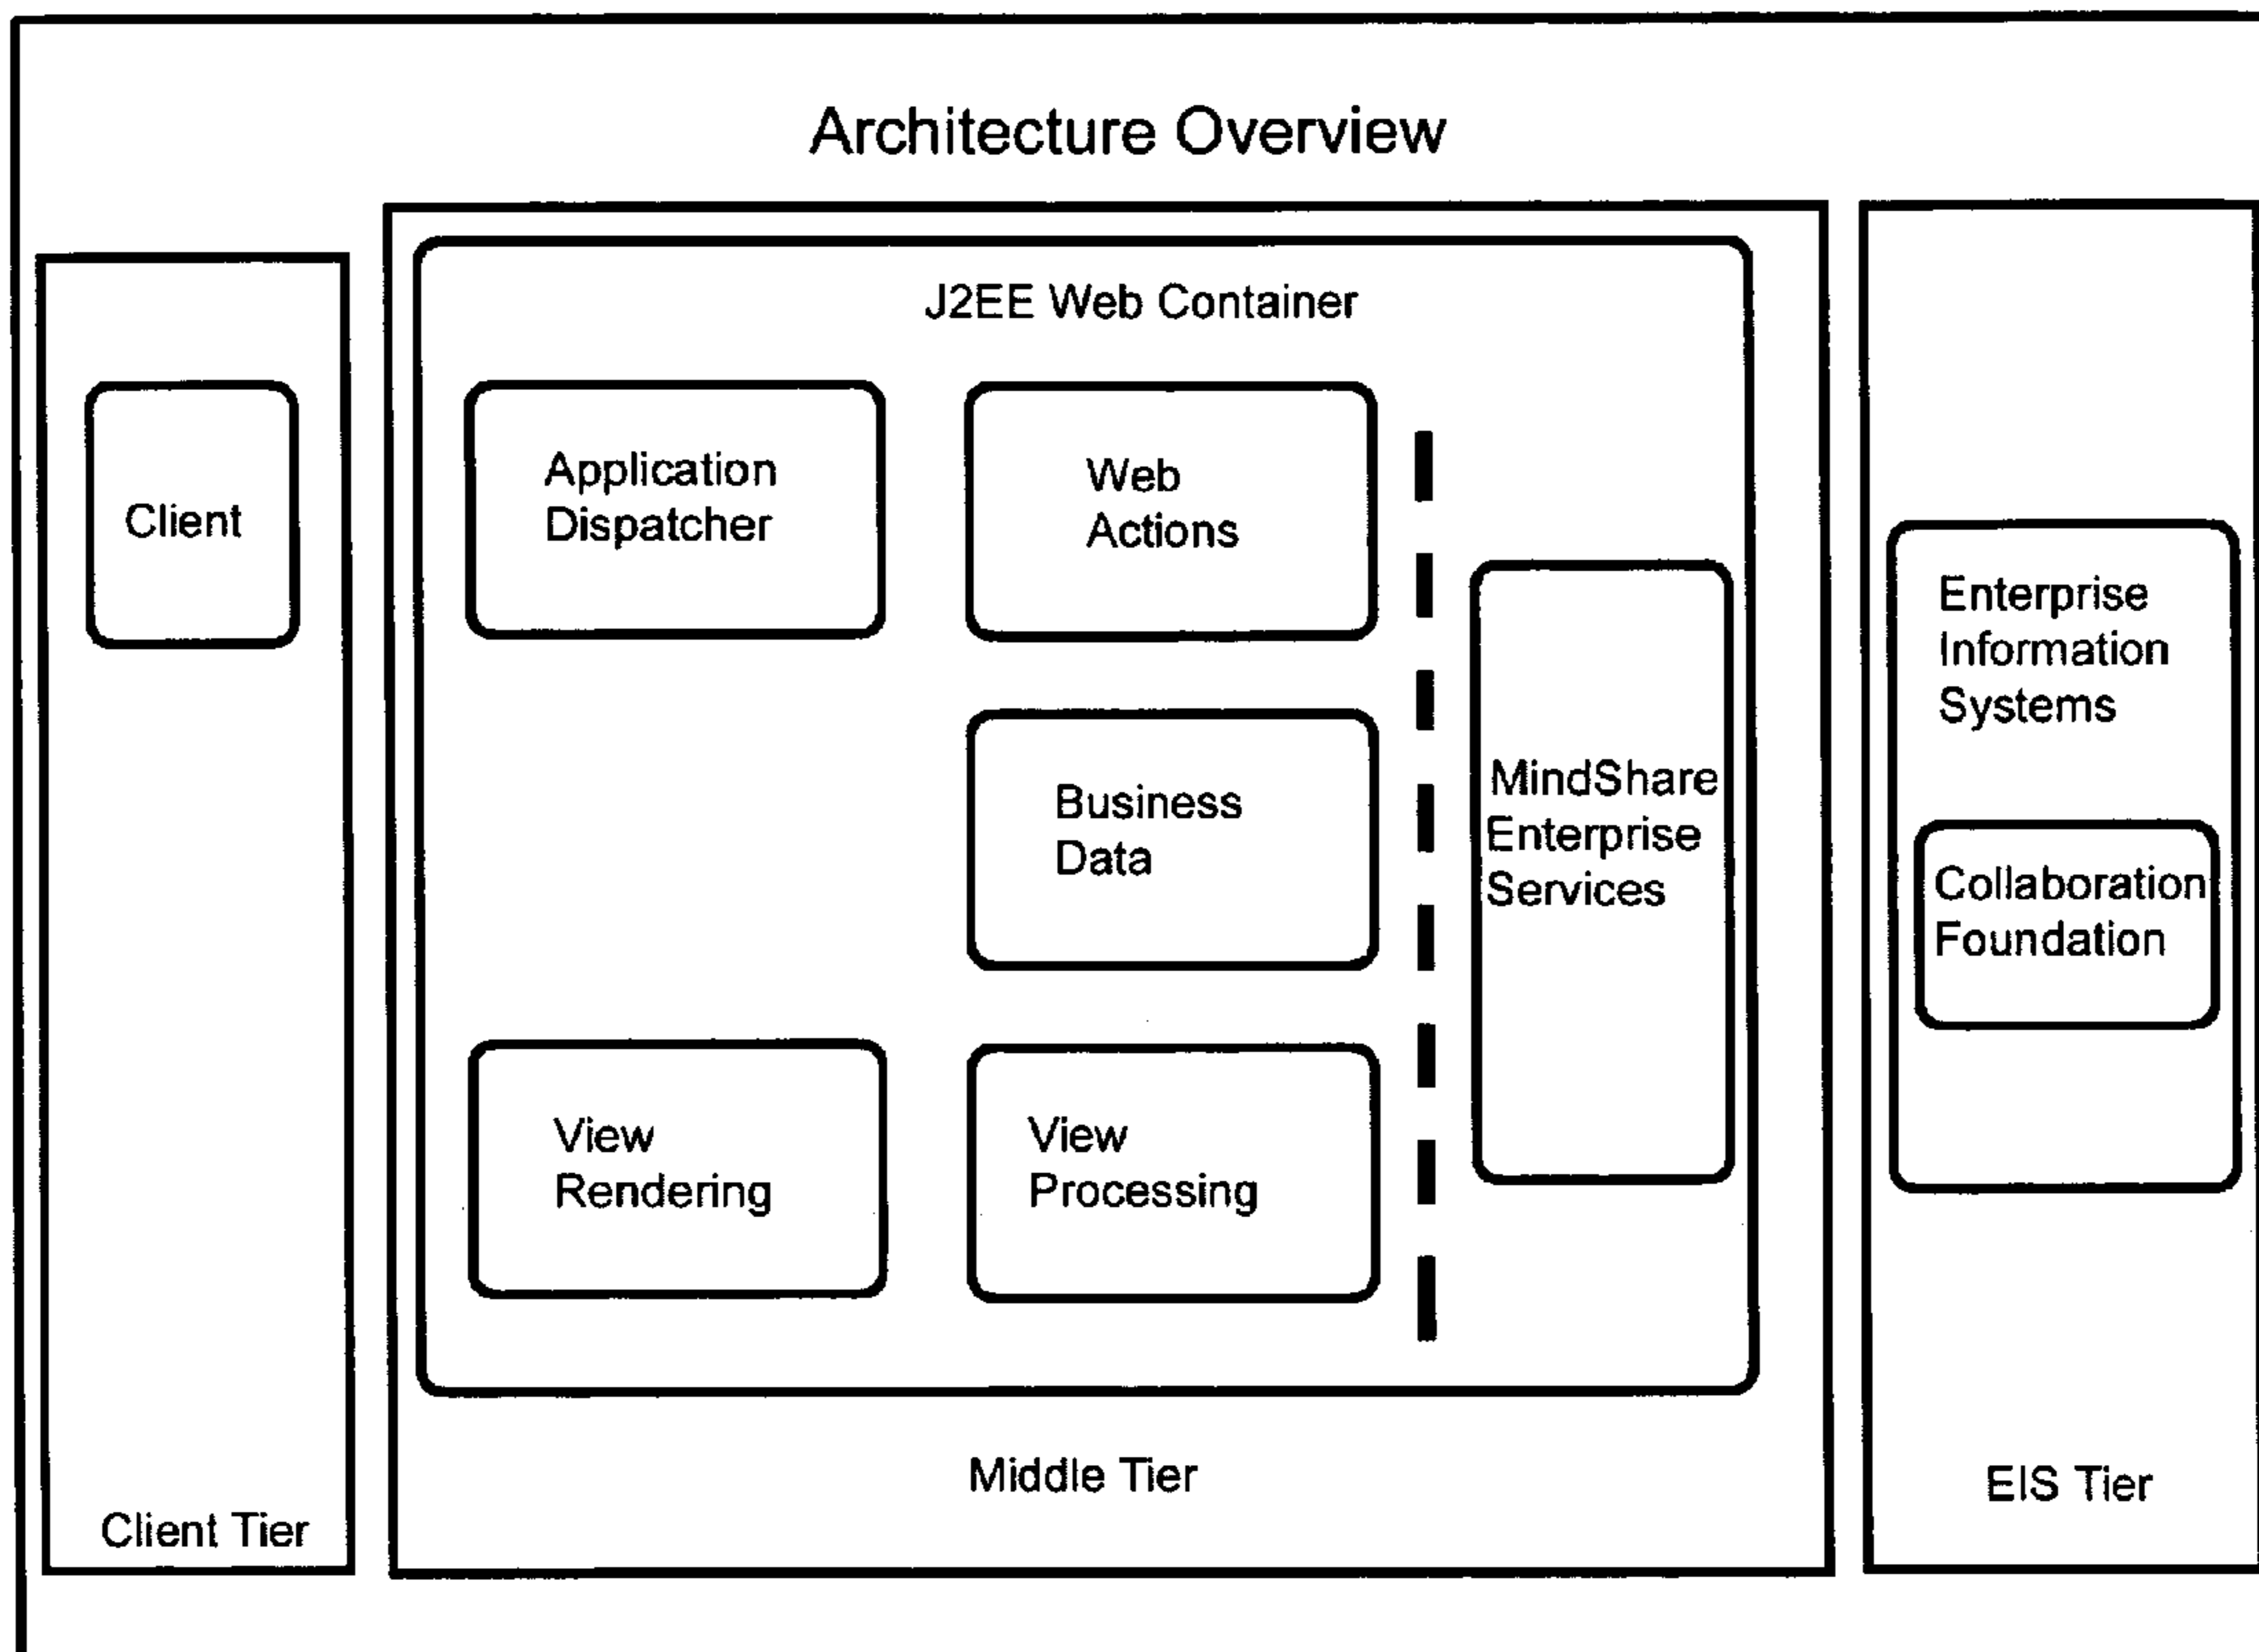 Architecture Overview
Client
Client Tier
J2EE Web Container
Application
Dispatcher
Web
Actions
Business
Data
View
Rendering
View
Processing
MindShare
Enterprise
Services
Middle Tier
Enterprise
Information
Systems
Collaboration
Foundation
EIS Tier